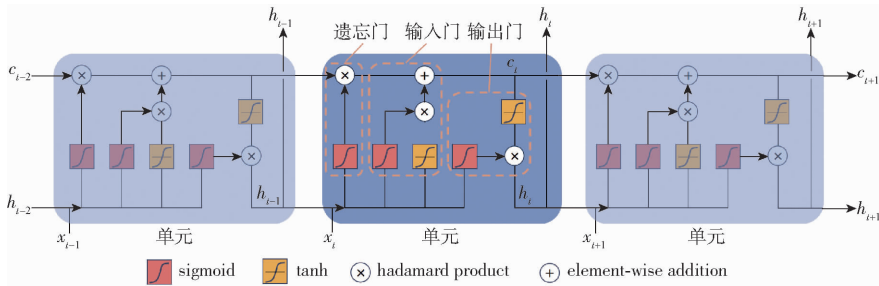 h_{t-1}
h_t
h_{t+1}
遗忘门 输入门 输出门
c_{t-2}
c_t
c_{t+1}
h_{t-2}
h_{t-1}
h_t
h_{t+1}
x_{t-1}
单元
x_t
单元
x_{t+1}
单元
sigmoid
tanh
hadamard product
element-wise addition